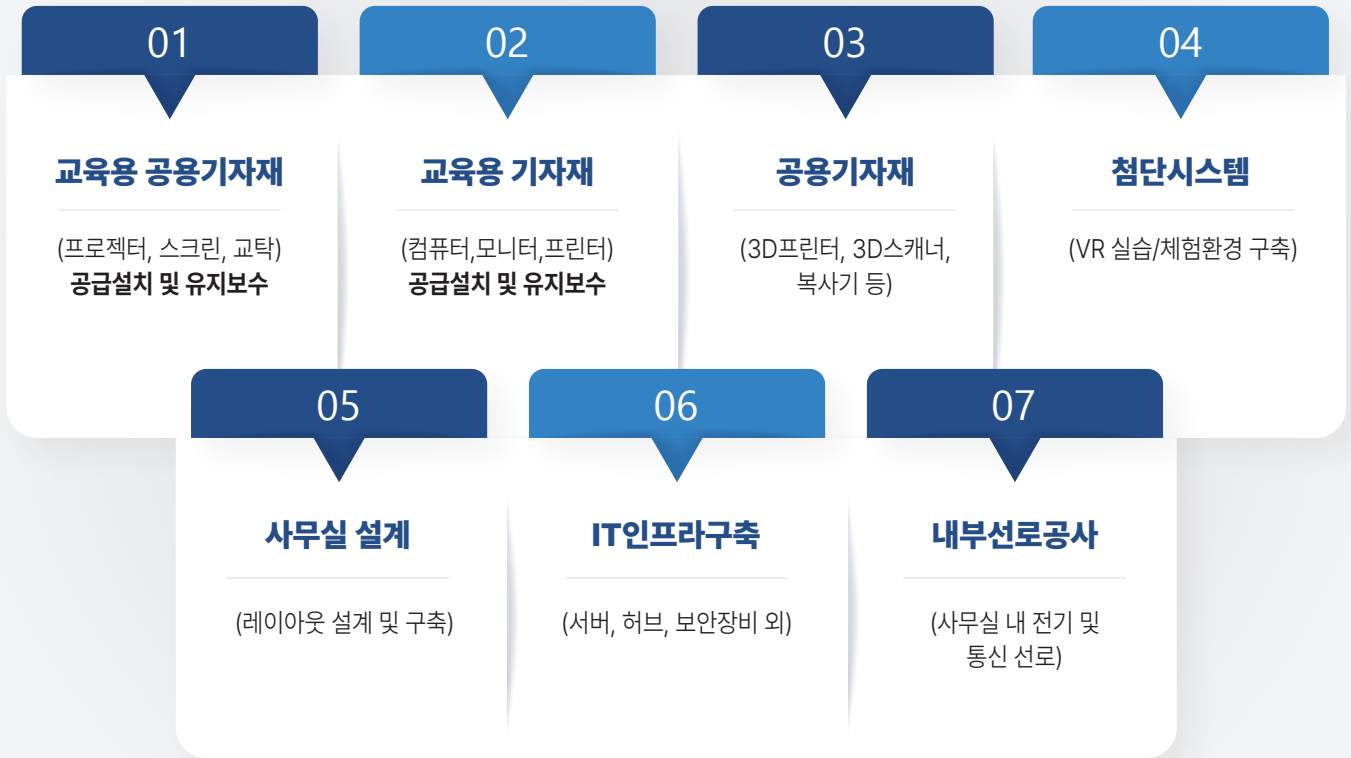 01
교육용 공용기자재
(프로젝터, 스크린, 교탁)
공급설치 및 유지보수
02
교육용 기자재
(컴퓨터,모니터,프린터)
공급설치 및 유지보수
03
공용기자재
(3D프린터, 3D스캐너,
복사기 등)
04
첨단시스템
(VR 실습/체험환경 구축)
05
사무실 설계
(레이아웃 설계 및 구축)
06
IT인프라구축
(서버, 허브, 보안장비 외)
07
내부선로공사
(사무실 내 전기 및
통신 선로)